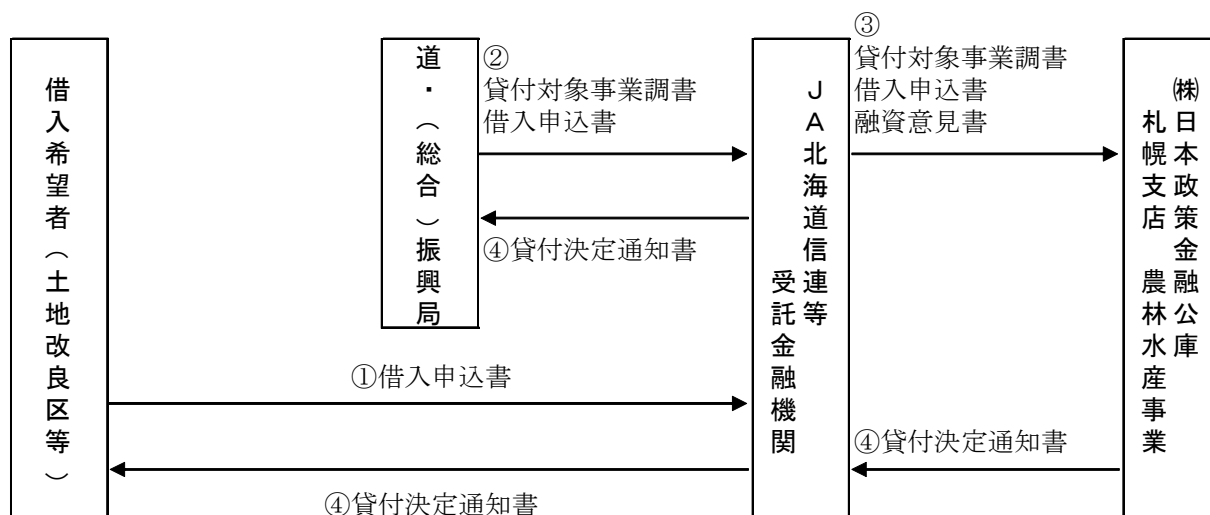 借入希望者（土地改良区等）
道・（総合）振興局
②
貸付対象事業調書
借入申込書
④貸付決定通知書
①借入申込書
④貸付決定通知書
ＪＡ北海道信連等
受託金融機関
③
貸付対象事業調書
借入申込書
融資意見書
④貸付決定通知書
㈱日本政策金融公庫
札幌支店　農林水産事業